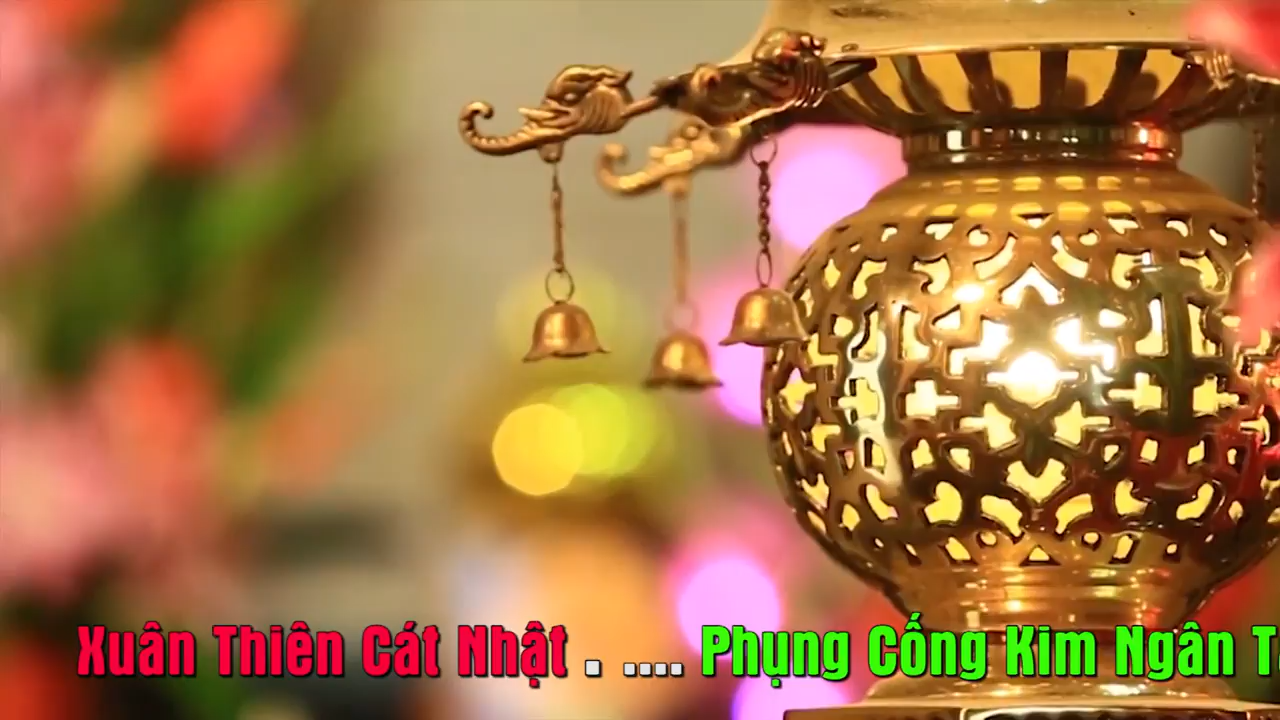 Xuân Thiên Cát Nhật . .... Phụng Cống Kim Ngân